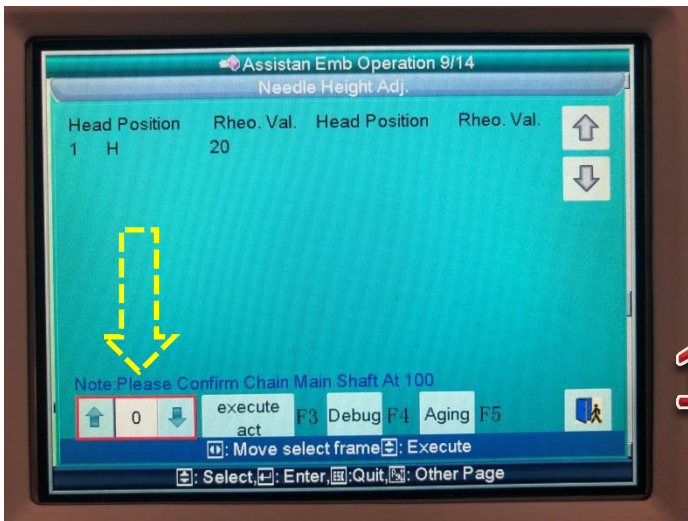 Assistan Emb Operation 9/14
Needle Height Adj.
Head Position Rheo. Val. Head Position Rheo. Val.
1 H 20
Note:Please Confirm Chain Main Shaft At 100
0 execute act F3 Debug F4 Aging F5
: Move select frame : Execute
: Select, : Enter, :Quit, : Other Page